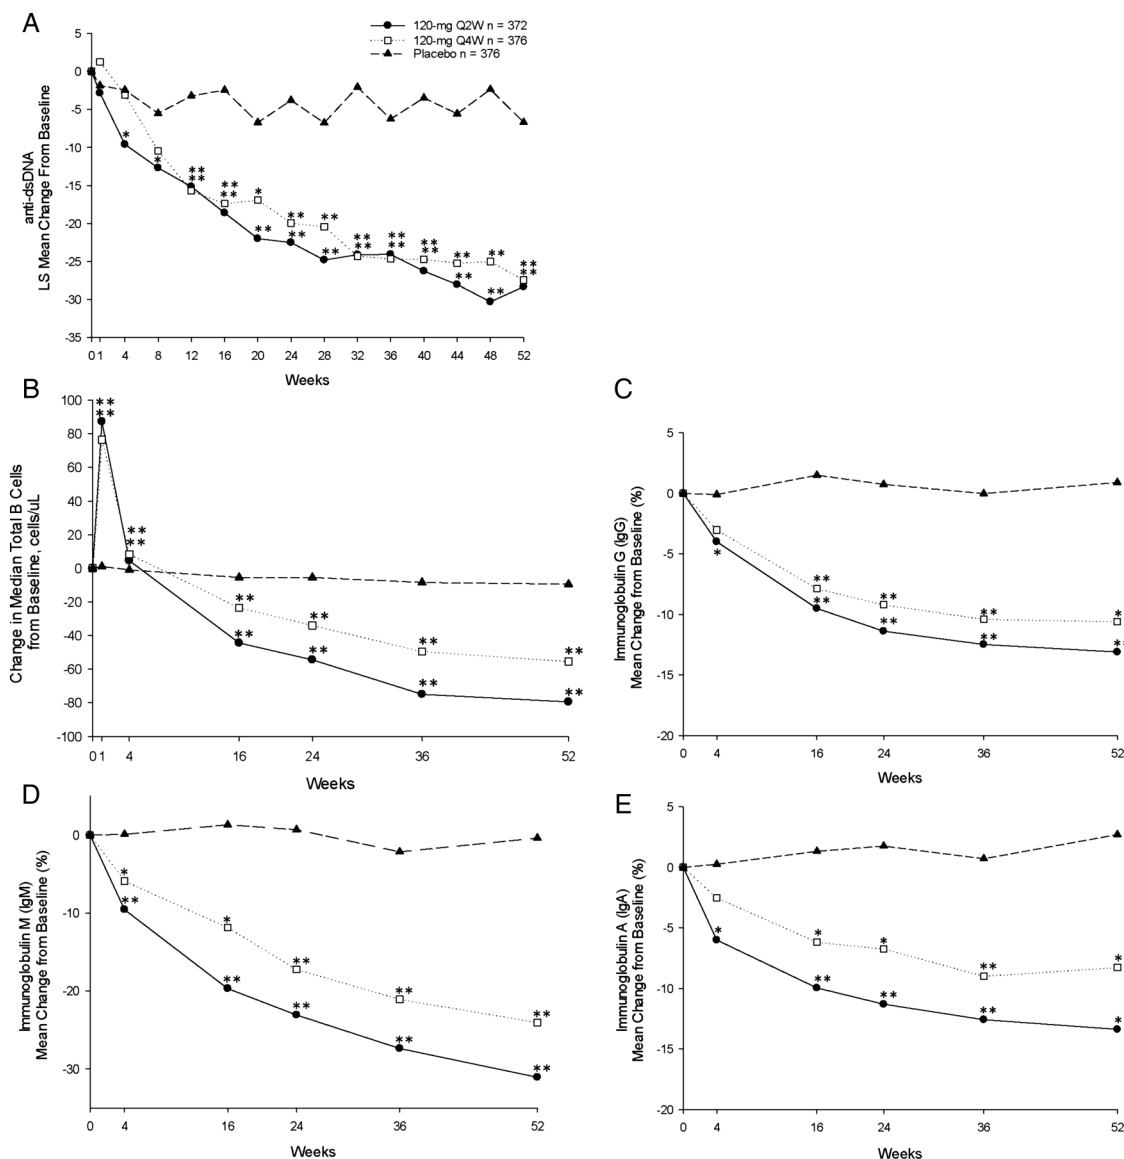 A
120-mg Q2W n = 372
120-mg Q4W n = 376
Placebo n = 376
anti-dsDNA
LS Mean Change From Baseline
5
0
-5
-10
-15
-20
-25
-30
-35
* * ** ** ** ** * ** ** ** ** ** ** ** ** ** ** ** ** ** ** ** ** ** **
0 1 4 8 12 16 20 24 28 32 36 40 44 48 52
Weeks
B
Change in Median Total B Cells
from Baseline, cells/uL
100
80
60
40
20
0
-20
-40
-60
-80
-100
** ** ** ** ** ** ** ** ** ** ** **
0 1 4 16 24 36 52
Weeks
C
Immunoglobulin G (IgG)
Mean Change from Baseline (%)
5
0
-5
-10
-15
-20
* ** ** ** ** ** ** * **
0 4 16 24 36 52
Weeks
D
Immunoglobulin M (IgM)
Mean Change from Baseline (%)
0
-10
-20
-30
* ** * ** ** ** ** ** ** **
0 4 16 24 36 52
Weeks
E
Immunoglobulin A (IgA)
Mean Change from Baseline (%)
5
0
-5
-10
-15
-20
* * ** * ** ** ** * *
0 4 16 24 36 52
Weeks